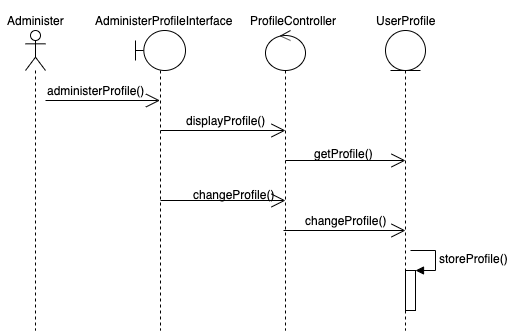 Administer
AdministerProfileInterface
ProfileController
UserProfile
administerProfile()
displayProfile()
getProfile()
changeProfile()
changeProfile()
storeProfile()